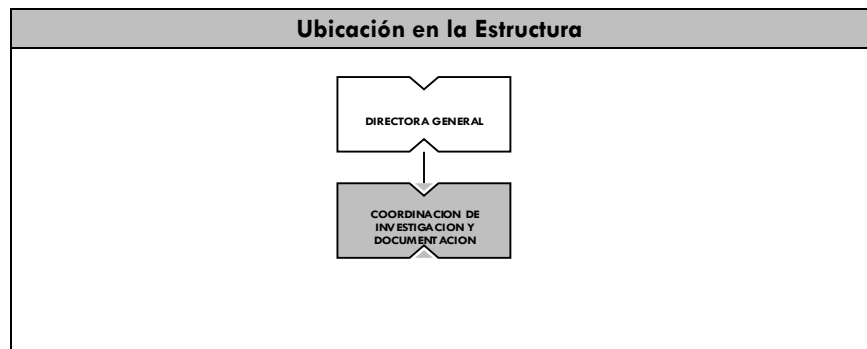 Ubicación en la Estructura
DIRECTORA GENERAL
COORDINACION DE
INVESTIGACION Y
DOCUMENTACION